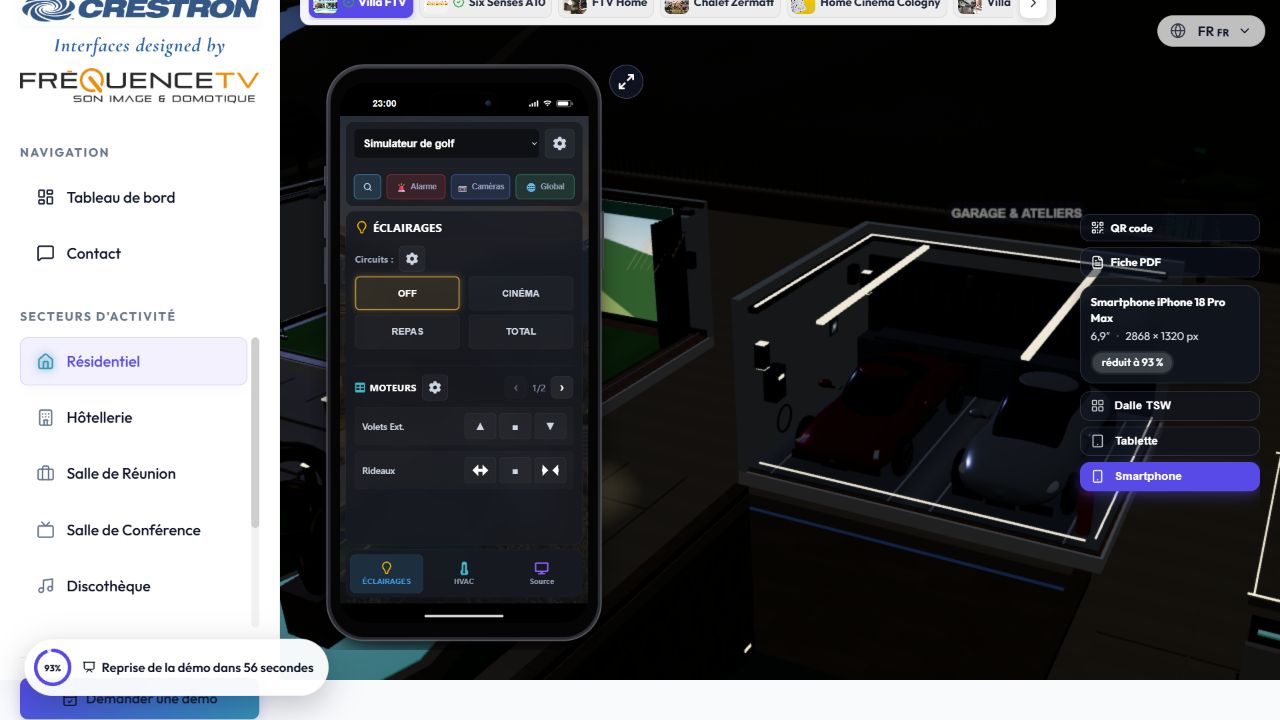 CRESTRON
Interfaces designed by
FRÉQUENCETV
SON IMAGE & DOMOTIQUE
NAVIGATION
Tableau de bord
Contact
SECTEURS D'ACTIVITÉ
Résidentiel
Hôtellerie
Salle de Réunion
Salle de Conférence
Discothèque
93%
Reprise de la démo dans 56 secondes
Demander une démo
Villa FTV
Six Senses A10
FTV Home
Chalet Zermatt
Home Cinema Cologny
Villa
FR FR
23:00
Simulateur de golf
Alarme
Caméras
Global
ÉCLAIRAGES
Circuits :
OFF
CINÉMA
REPAS
TOTAL
MOTEURS
1/2
Volets Ext.
Rideaux
ÉCLAIRAGES
HVAC
Source
GARAGE & ATELIERS
QR code
Fiche PDF
Smartphone iPhone 18 Pro
Max
6,9" · 2868 × 1320 px
réduit à 93 %
Dalle TSW
Tablette
Smartphone